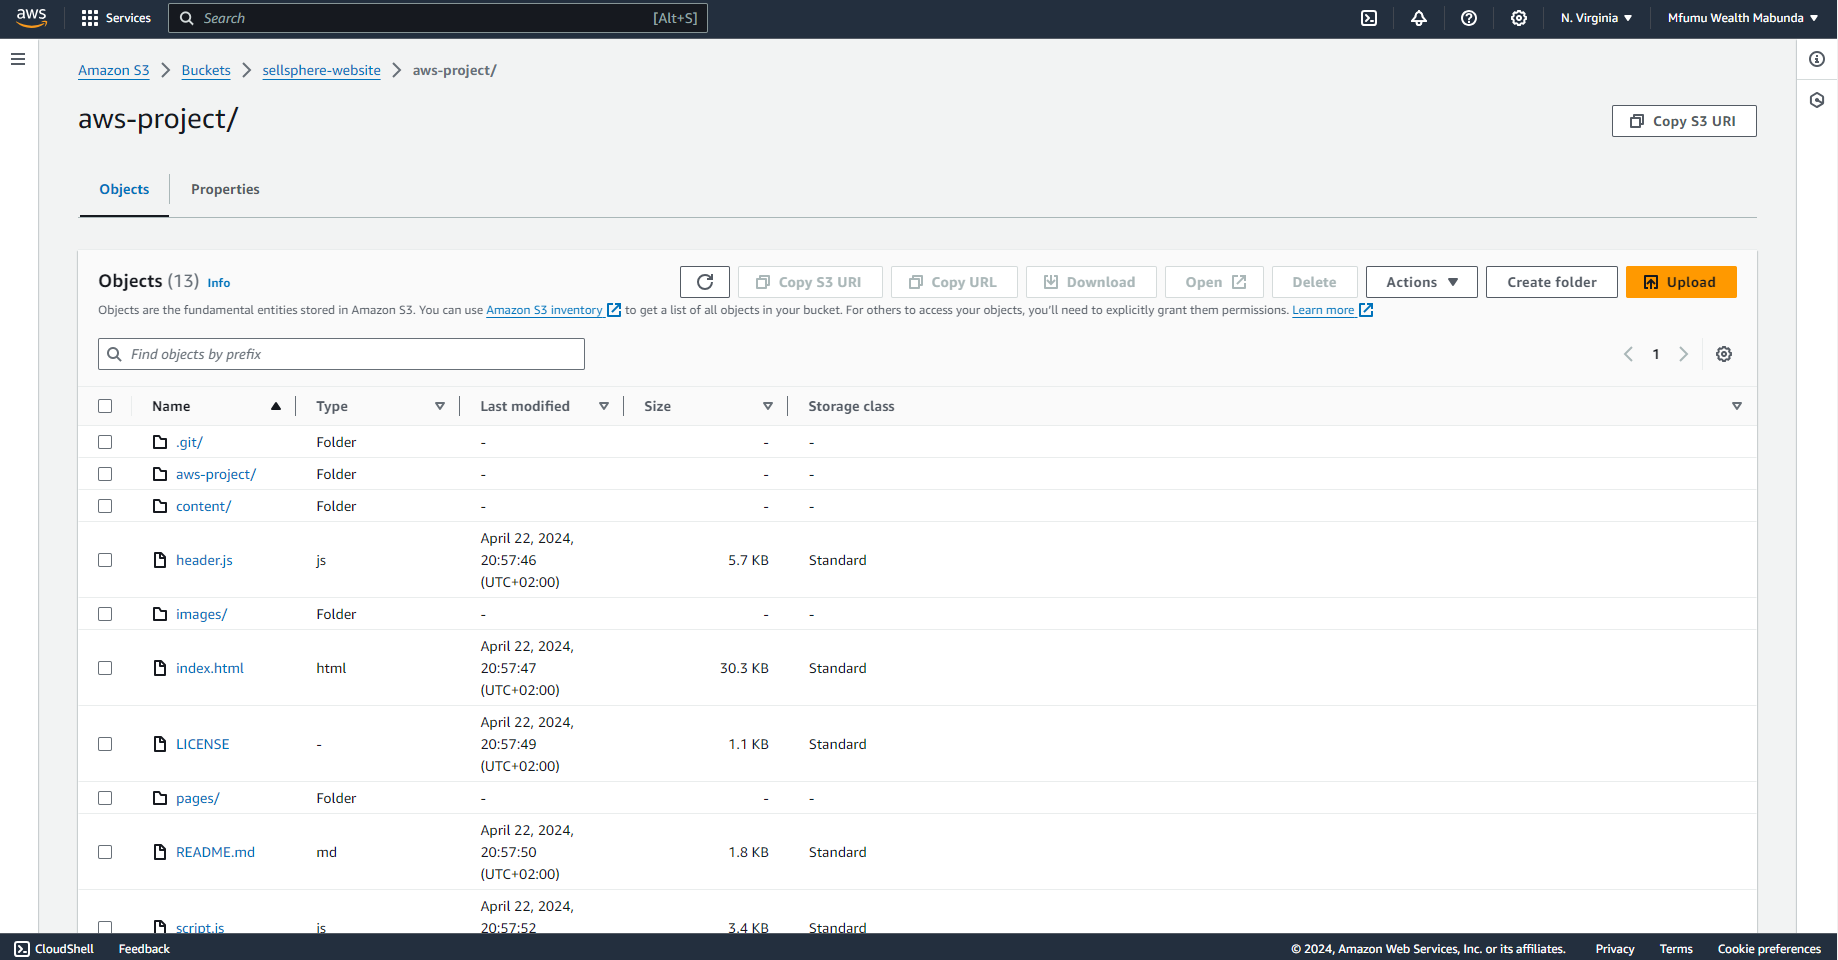 aws
Services
Search
[Alt+S]
N. Virginia
Mfumu Wealth Mabunda
Amazon S3
Buckets
sellsphere-website
aws-project/
aws-project/
Copy S3 URI
Objects
Properties
Objects (13) Info
Copy S3 URI
Copy URL
Download
Open
Delete
Actions
Create folder
Upload
Objects are the fundamental entities stored in Amazon S3. You can use Amazon S3 inventory to get a list of all objects in your bucket. For others to access your objects, you'll need to explicitly grant them permissions. Learn more
Find objects by prefix
1
Name Type Last modified Size Storage class
.git/ Folder - - -
aws-project/ Folder - - -
content/ Folder - - -
April 22, 2024,
header.js js 20:57:46 5.7 KB Standard
(UTC+02:00)
images/ Folder - - -
April 22, 2024,
index.html html 20:57:47 30.3 KB Standard
(UTC+02:00)
April 22, 2024,
LICENSE - 20:57:49 1.1 KB Standard
(UTC+02:00)
pages/ Folder - - -
April 22, 2024,
README.md md 20:57:50 1.8 KB Standard
(UTC+02:00)
April 22, 2024,
script.js js 20:57:52 3.4 KB Standard
CloudShell
Feedback
© 2024, Amazon Web Services, Inc. or its affiliates.
Privacy
Terms
Cookie preferences